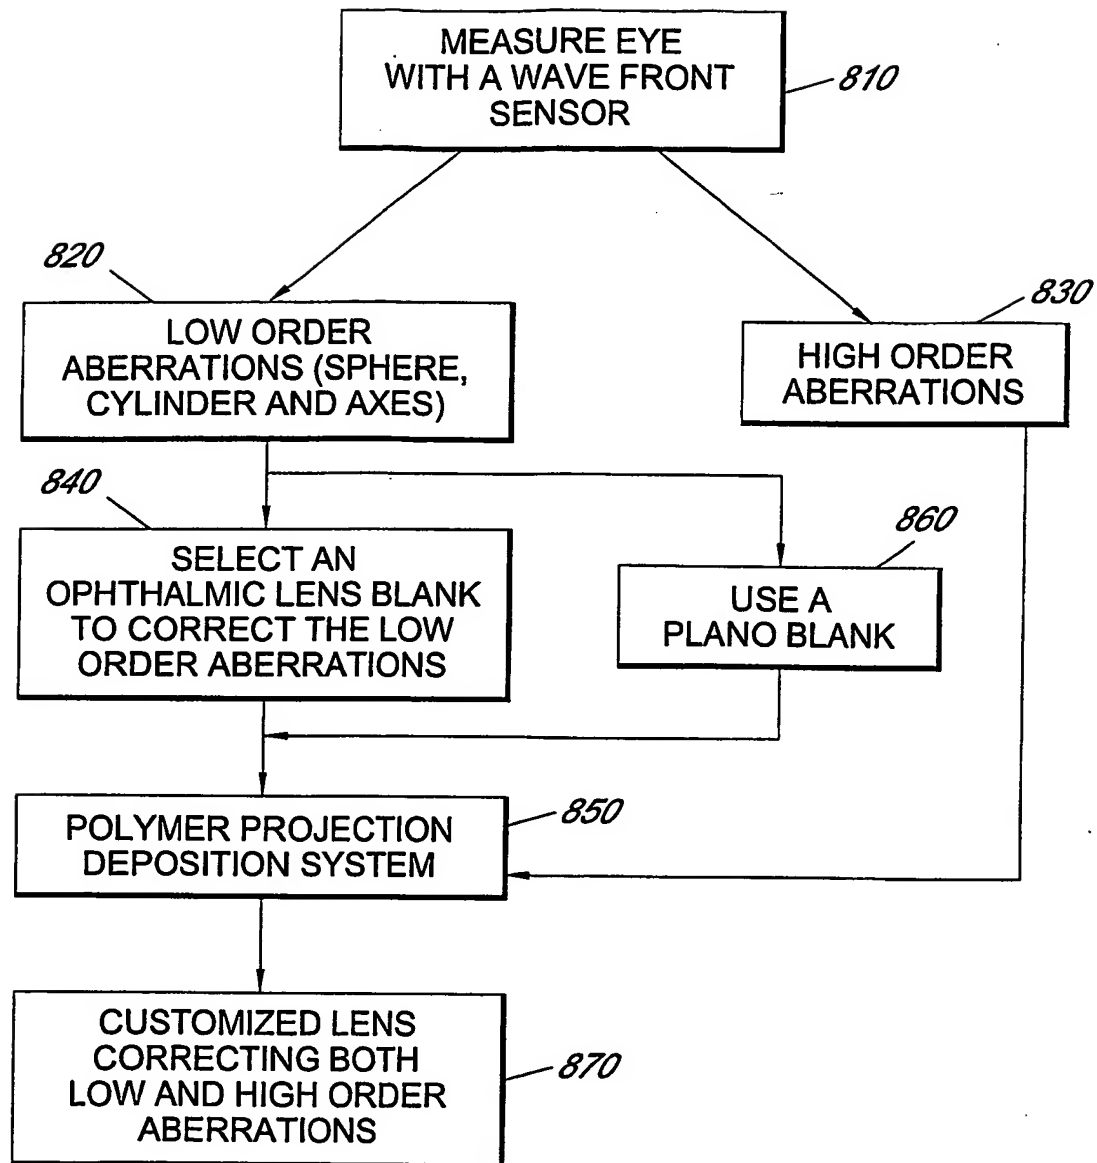 MEASURE EYE
WITH A WAVE FRONT
SENSOR
810
820
LOW ORDER
ABERRATIONS (SPHERE,
CYLINDER AND AXES)
830
HIGH ORDER
ABERRATIONS
840
SELECT AN
OPHTHALMIC LENS BLANK
TO CORRECT THE LOW
ORDER ABERRATIONS
860
USE A
PLANO BLANK
POLYMER PROJECTION
DEPOSITION SYSTEM
850
CUSTOMIZED LENS
CORRECTING BOTH
LOW AND HIGH ORDER
ABERRATIONS
870